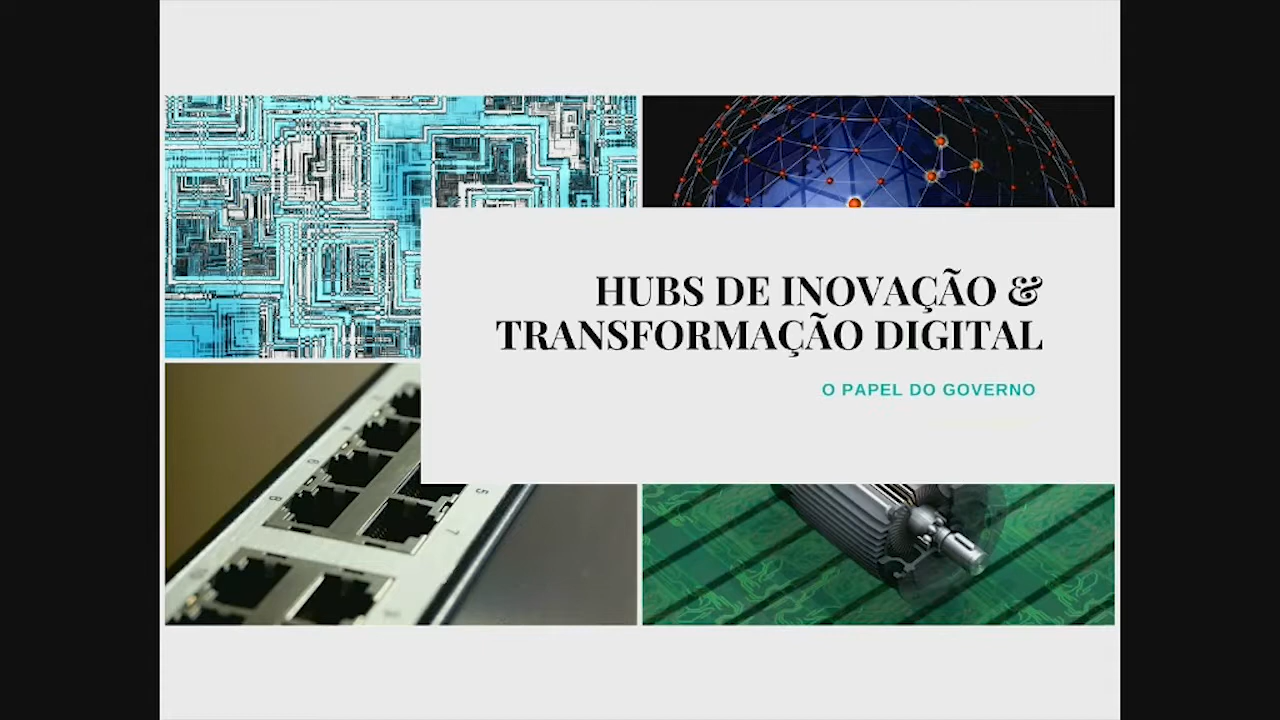 HUBS DE INOVAÇÃO &
TRANSFORMAÇÃO DIGITAL
O PAPEL DO GOVERNO